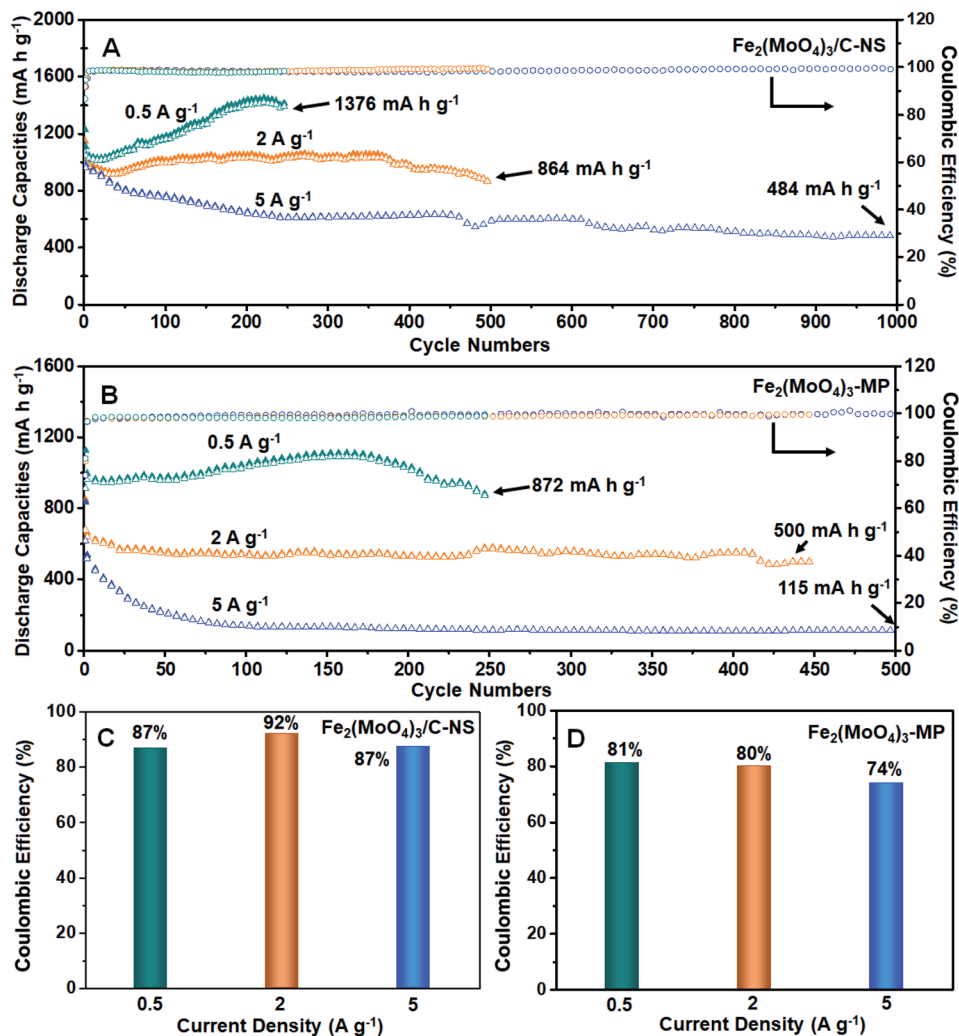 A
Fe₂(MoO₄)₃/C-NS
0.5 A g⁻¹
1376 mA h g⁻¹
2 A g⁻¹
864 mA h g⁻¹
5 A g⁻¹
484 mA h g⁻¹
Discharge Capacities (mA h g⁻¹)
2000
1600
1200
800
400
0
Coulombic Efficiency (%)
120
100
80
60
40
20
0
0 100 200 300 400 500 600 700 800 900 1000
Cycle Numbers
B
Fe₂(MoO₄)₃-MP
0.5 A g⁻¹
872 mA h g⁻¹
2 A g⁻¹
500 mA h g⁻¹
5 A g⁻¹
115 mA h g⁻¹
Discharge Capacities (mA h g⁻¹)
1600
1200
800
400
0
Coulombic Efficiency (%)
120
100
80
60
40
20
0
0 50 100 150 200 250 300 350 400 450 500
Cycle Numbers
C
Fe₂(MoO₄)₃/C-NS
87%
92%
87%
Coulombic Efficiency (%)
100
80
60
40
20
0
0.5 2 5
Current Density (A g⁻¹)
D
Fe₂(MoO₄)₃-MP
81%
80%
74%
Coulombic Efficiency (%)
100
80
60
40
20
0
0.5 2 5
Current Density (A g⁻¹)